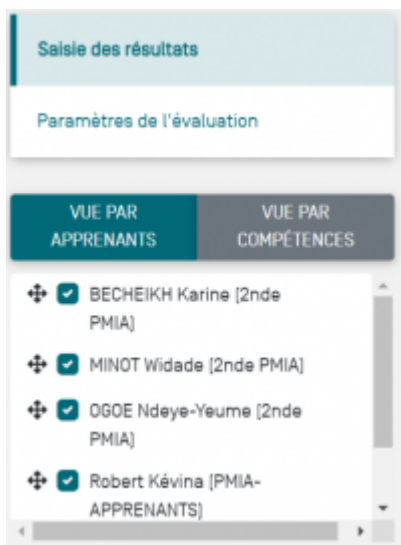 Saisie des résultats
Paramètres de l'évaluation
VUE PAR
APPRENANTS
VUE PAR
COMPÉTENCES
BECHEIKH Karine (2nde
PMIA)
MINOT Widade (2nde PMIA)
OGOE Ndeye-Yeume (2nde
PMIA)
Robert Kévina (PMIA-
APPRENANTS)